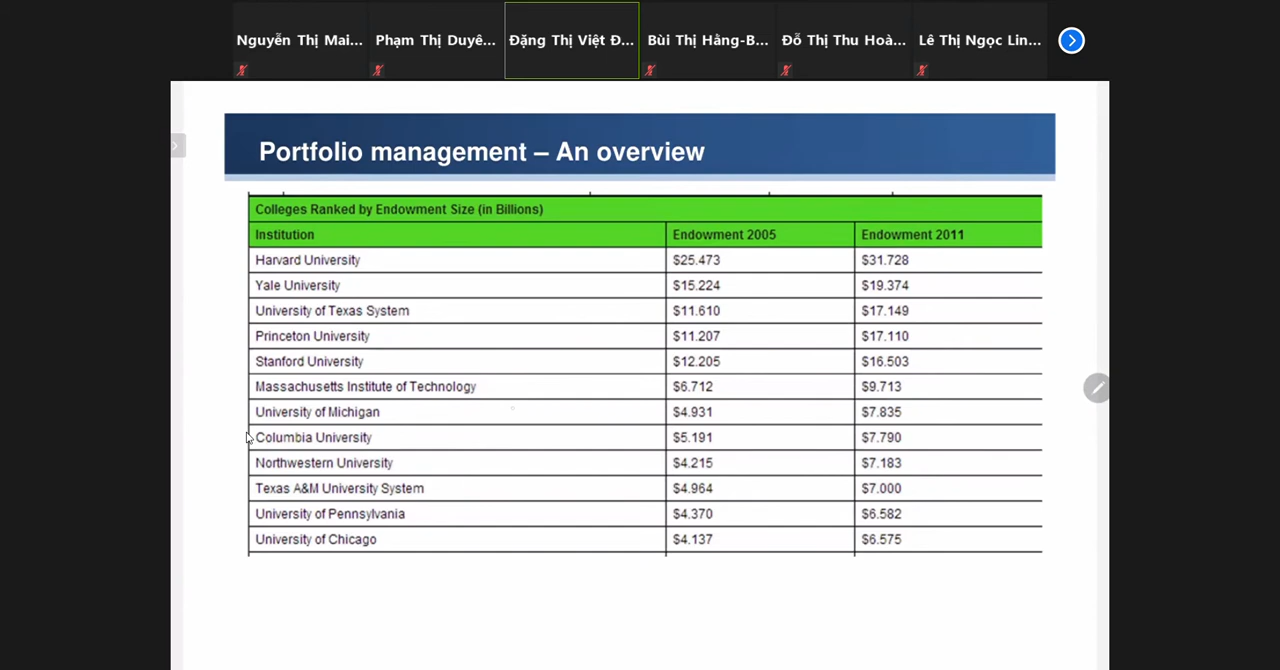 Nguyễn Thị Mai... Phạm Thị Duyê... Đặng Thị Việt Đ... Bùi Thị Hằng-B... Đỗ Thị Thu Hoà... Lê Thị Ngọc Lin...
Portfolio management – An overview
Colleges Ranked by Endowment Size (in Billions)
Institution Endowment 2005 Endowment 2011
Harvard University $25.473 $31.728
Yale University $15.224 $19.374
University of Texas System $11.610 $17.149
Princeton University $11.207 $17.110
Stanford University $12.205 $16.503
Massachusetts Institute of Technology $6.712 $9.713
University of Michigan $4.931 $7.835
Columbia University $5.191 $7.790
Northwestern University $4.215 $7.183
Texas A&M University System $4.964 $7.000
University of Pennsylvania $4.370 $6.582
University of Chicago $4.137 $6.575